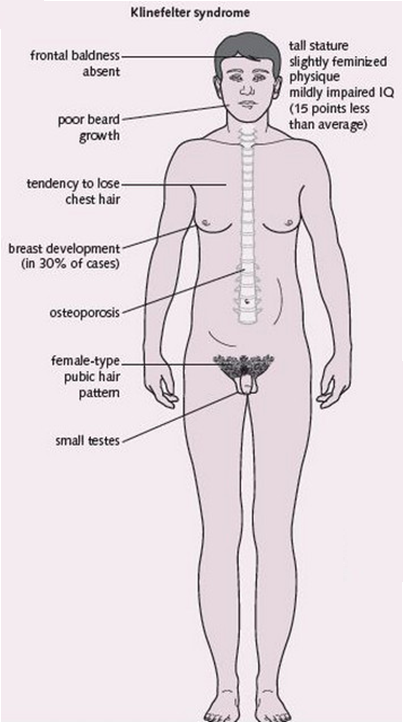 Klinefelter syndrome
frontal baldness
absent
poor beard
growth
tendency to lose
chest hair
breast development
(in 30% of cases)
osteoporosis
female-type
pubic hair
pattern
small testes
tall stature
slightly feminized
physique
mildly impaired IQ
(15 points less
than average)